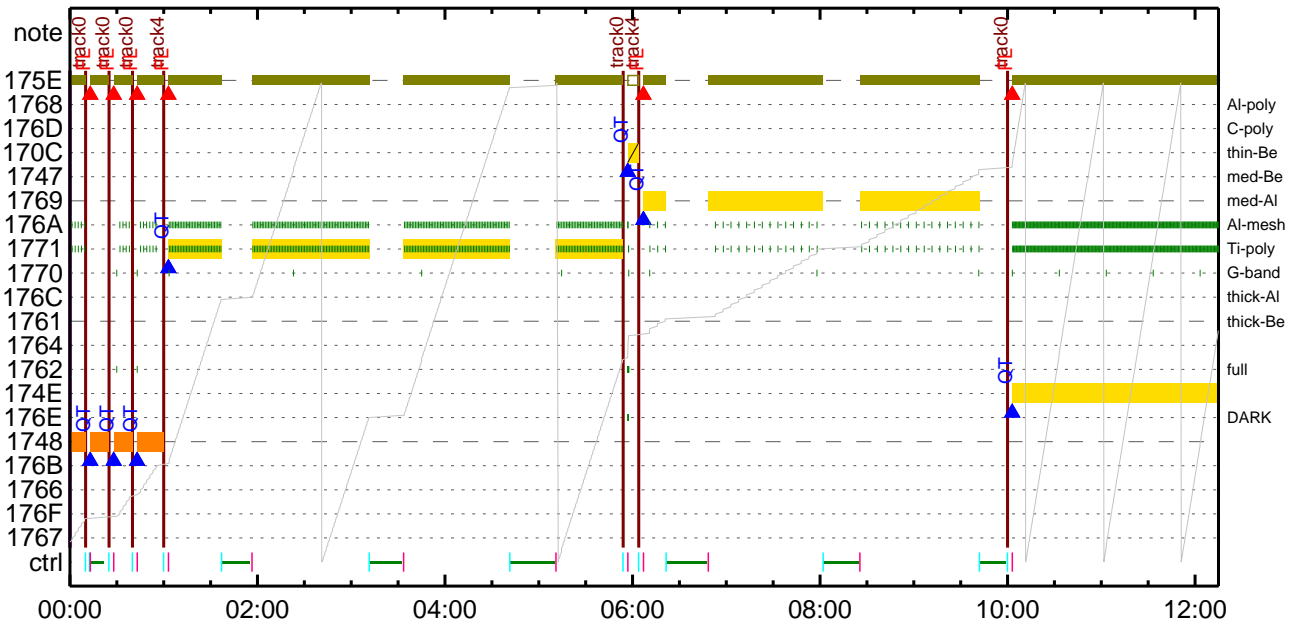 note
track0
track0
track0
track4
track0
track4
track0
175E
1768 Al-poly
176D C-poly
170C thin-Be
1747 med-Be
1769 med-Al
176A Al-mesh
1771 Ti-poly
1770 G-band
176C thick-Al
1761 thick-Be
1764
1762 full
174E
176E DARK
1748
176B
1766
176F
1767
ctrl
QT
QT
QT
QT
QT
QT
QT
00:00 02:00 04:00 06:00 08:00 10:00 12:00